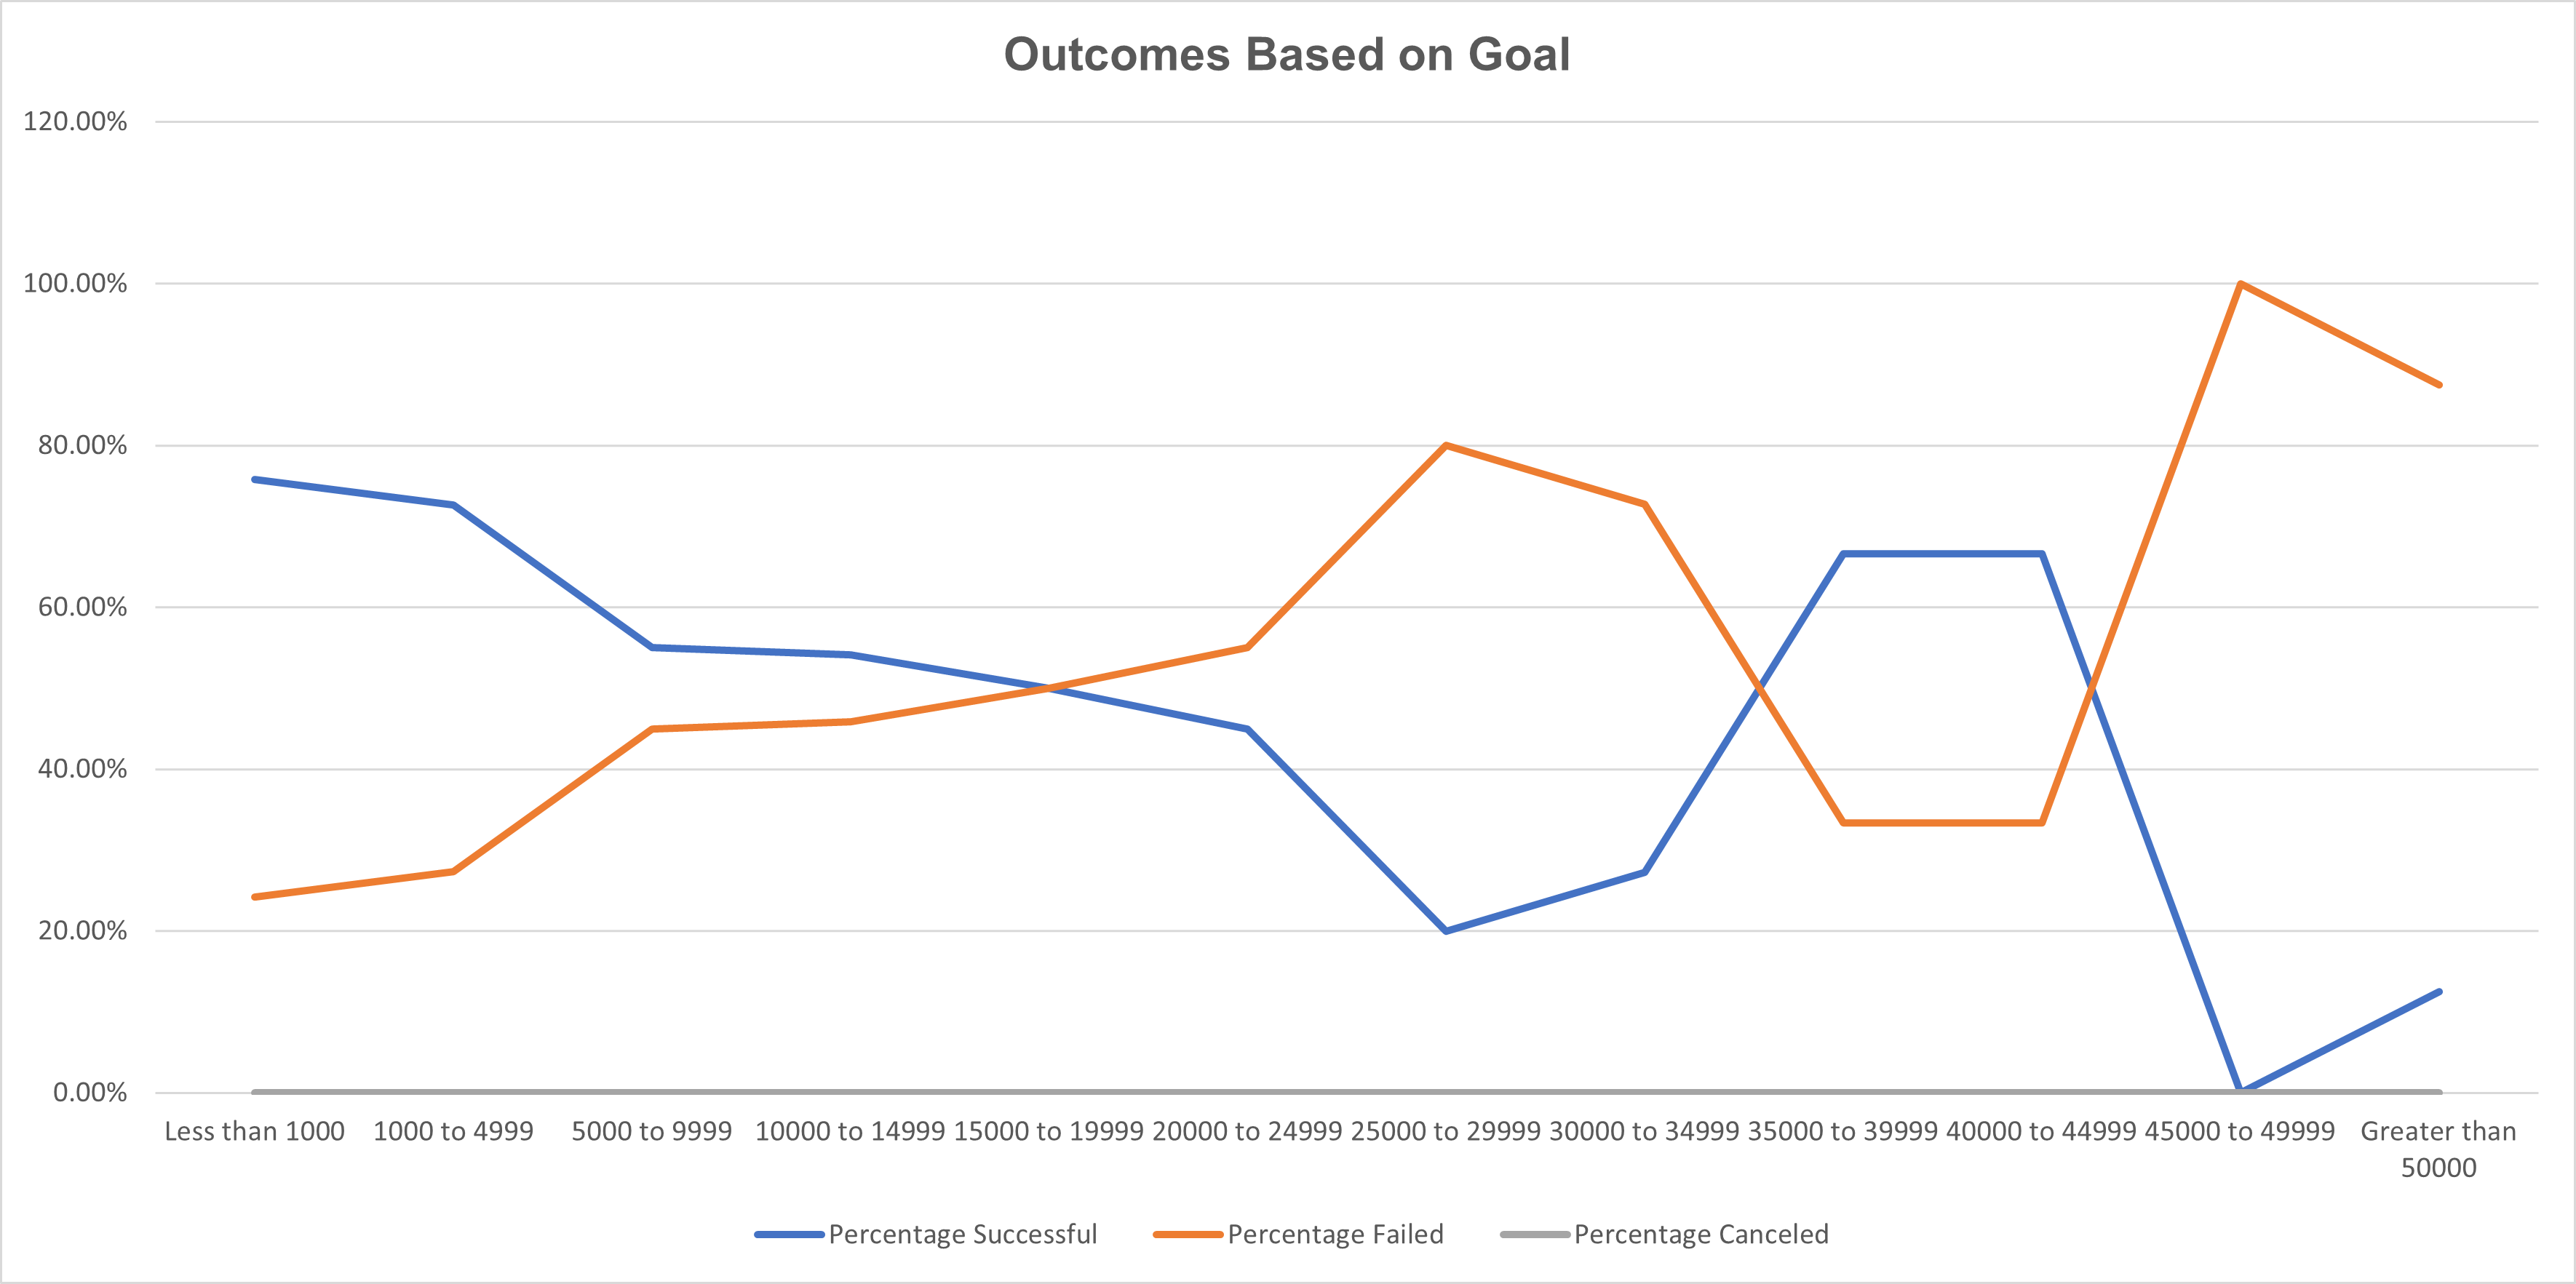 Outcomes Based on Goal
120.00%
100.00%
80.00%
60.00%
40.00%
20.00%
0.00%
Less than 1000 1000 to 4999 5000 to 9999 10000 to 14999 15000 to 19999 20000 to 24999 25000 to 29999 30000 to 34999 35000 to 39999 40000 to 44999 45000 to 49999 Greater than
50000
Percentage Successful Percentage Failed Percentage Canceled